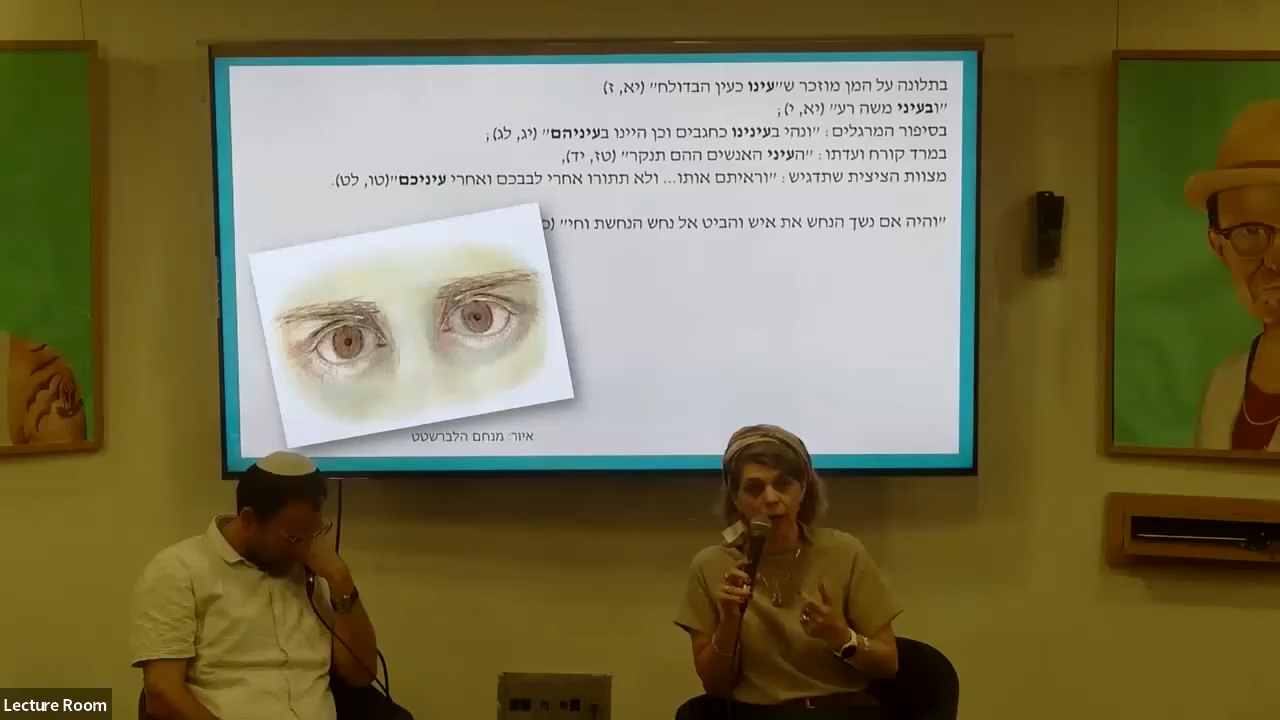 בתלונה על המן מוזכר ש״עינו כעין הבדולח״ (יא, ז)
״ובעיני משה רע״ (יא, י);
בסיפור המרגלים: ״ונהי בעינינו כחגבים וכן היינו בעיניהם״ (יג, לג);
במרד קורח ועדתו: ״העיני האנשים ההם תנקר״ (טז, יד),
מצוות הציצית שתדגיש: ״וראיתם אותו... ולא תתורו אחרי לבבכם ואחרי עיניכם״(טו, לט).
״והיה אם נשך הנחש את איש והביט אל נחש הנחשת וחי״
איור: מנחם הלברשטט
Lecture Room